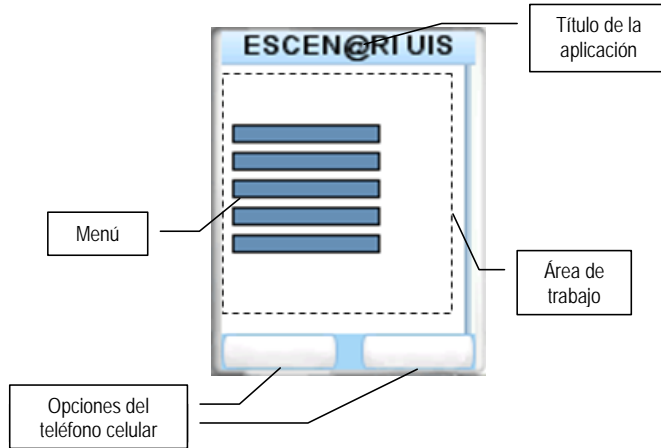 Título de la
aplicación
ESCEN@RI UIS
Menú
Área de
trabajo
Opciones del
teléfono celular